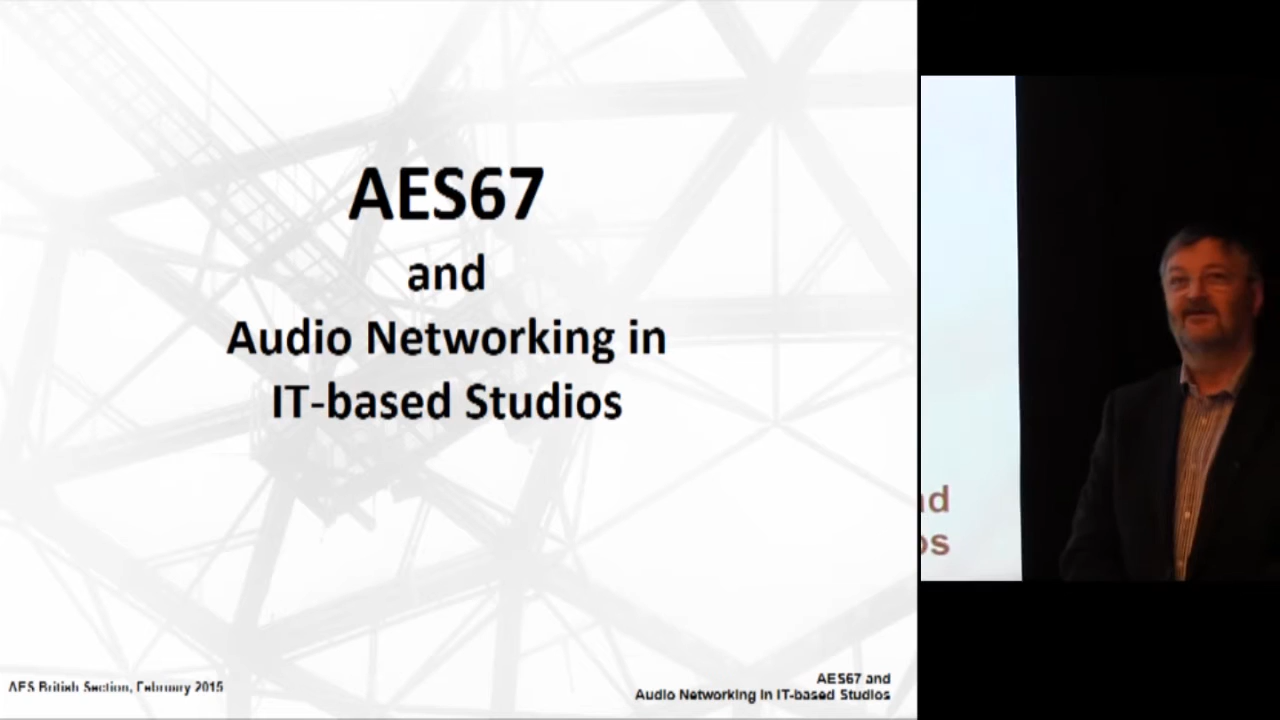 AES67
and
Audio Networking in
IT-based Studios
AES British Section, February 2015
AES67 and
Audio Networking in IT-based Studios